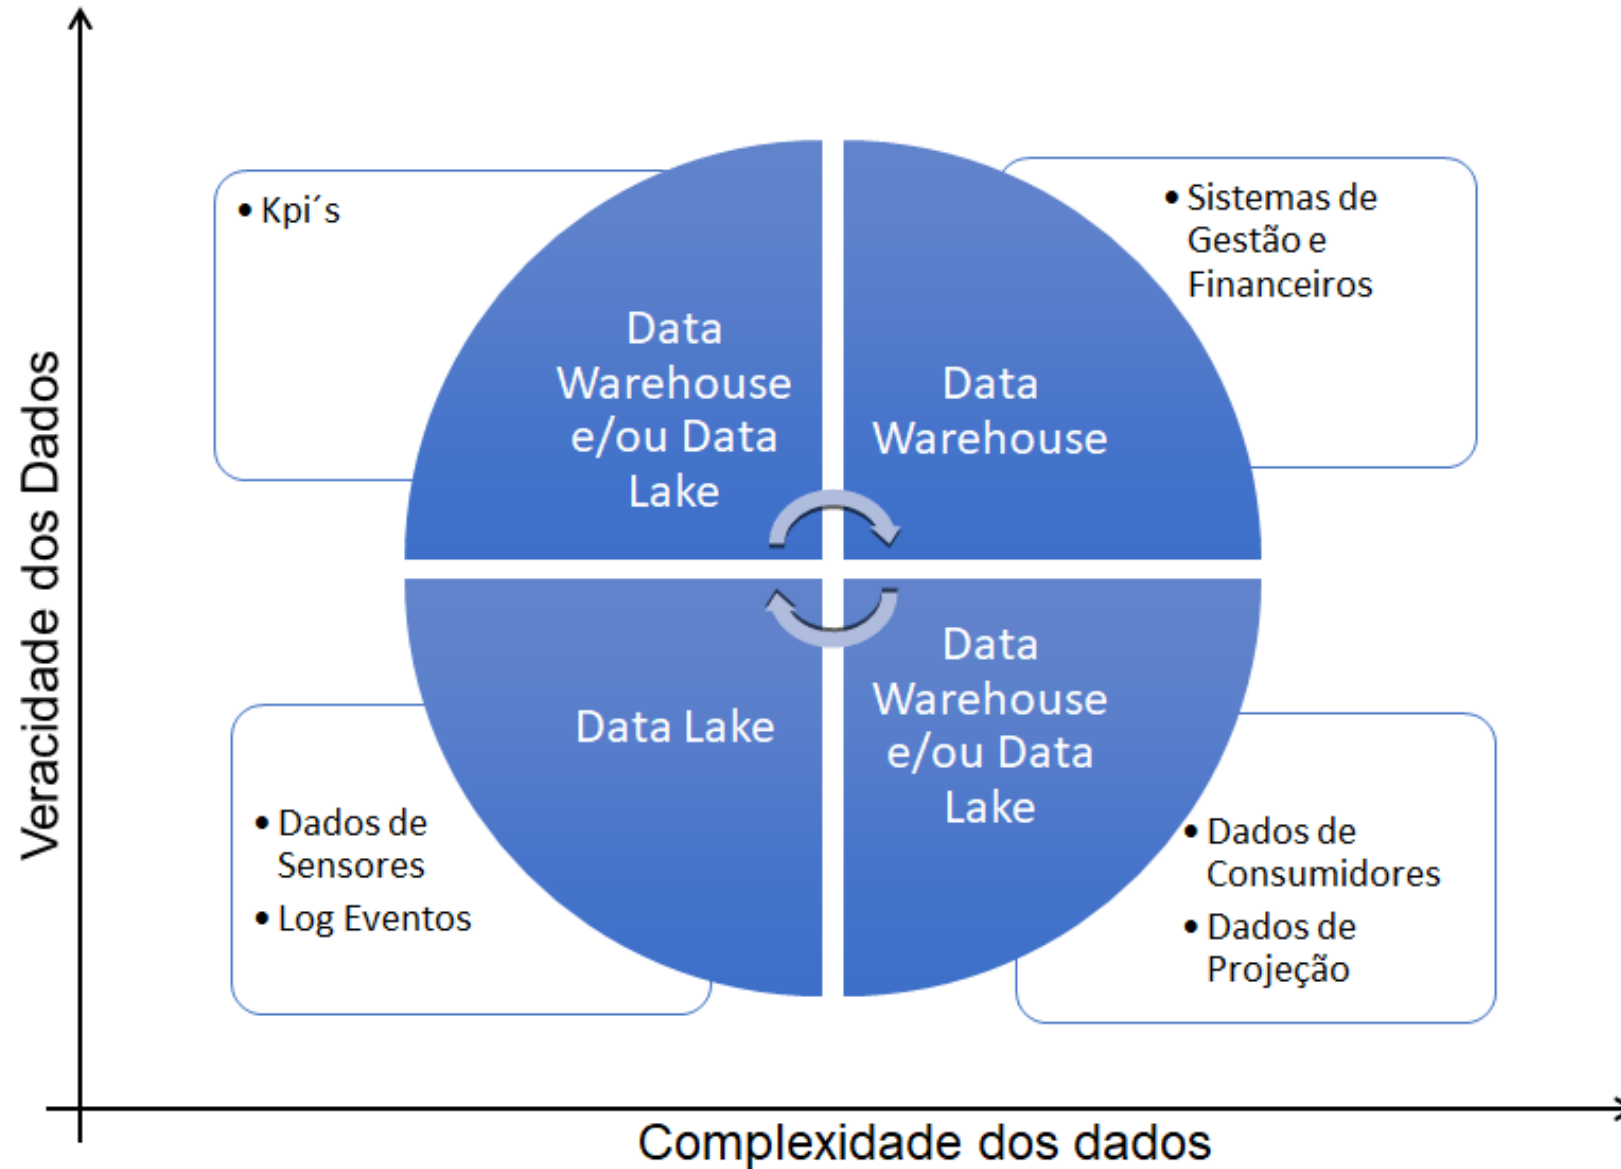 Veracidade dos Dados
• Kpi´s
Data
Warehouse
e/ou Data
Lake
Data
Warehouse
• Sistemas de
Gestão e
Financeiros
• Dados de
Sensores
• Log Eventos
Data Lake
Data
Warehouse
e/ou Data
Lake
• Dados de
Consumidores
• Dados de
Projeção
Complexidade dos dados